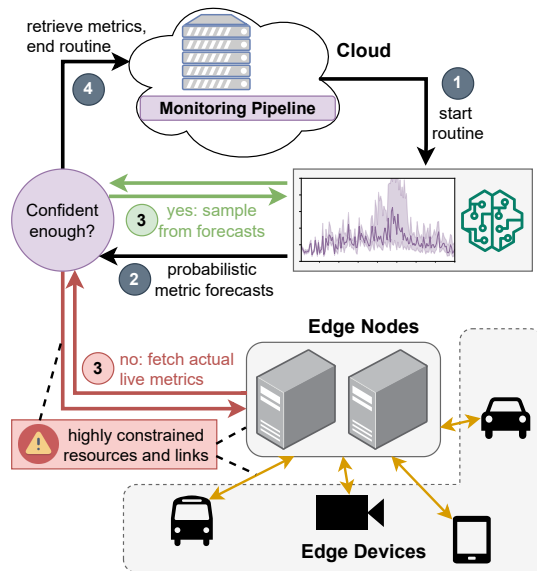 retrieve metrics,
end routine
4
Cloud
Monitoring Pipeline
1
start
routine
Confident
enough?
3
yes: sample
from forecasts
2
probabilistic
metric forecasts
3
no: fetch actual
live metrics
Edge Nodes
highly constrained
resources and links
Edge Devices